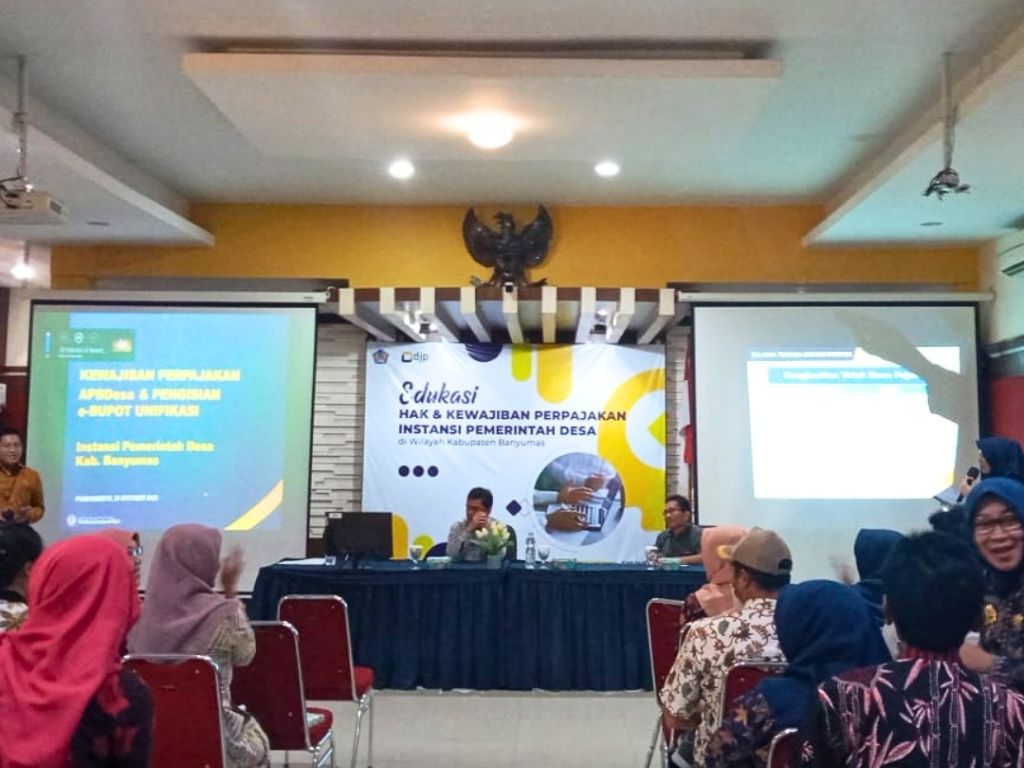 KEWAJIBAN PERPAJAKAN
APBDesa & PENGISIAN
e-BUPOT UNIFIKASI
Instansi Pemerintah Desa
Kab. Banyumas
djp
Edukasi
HAK & KEWAJIBAN PERPAJAKAN
INSTANSI PEMERINTAH DESA
di Wilayah Kabupaten Banyumas